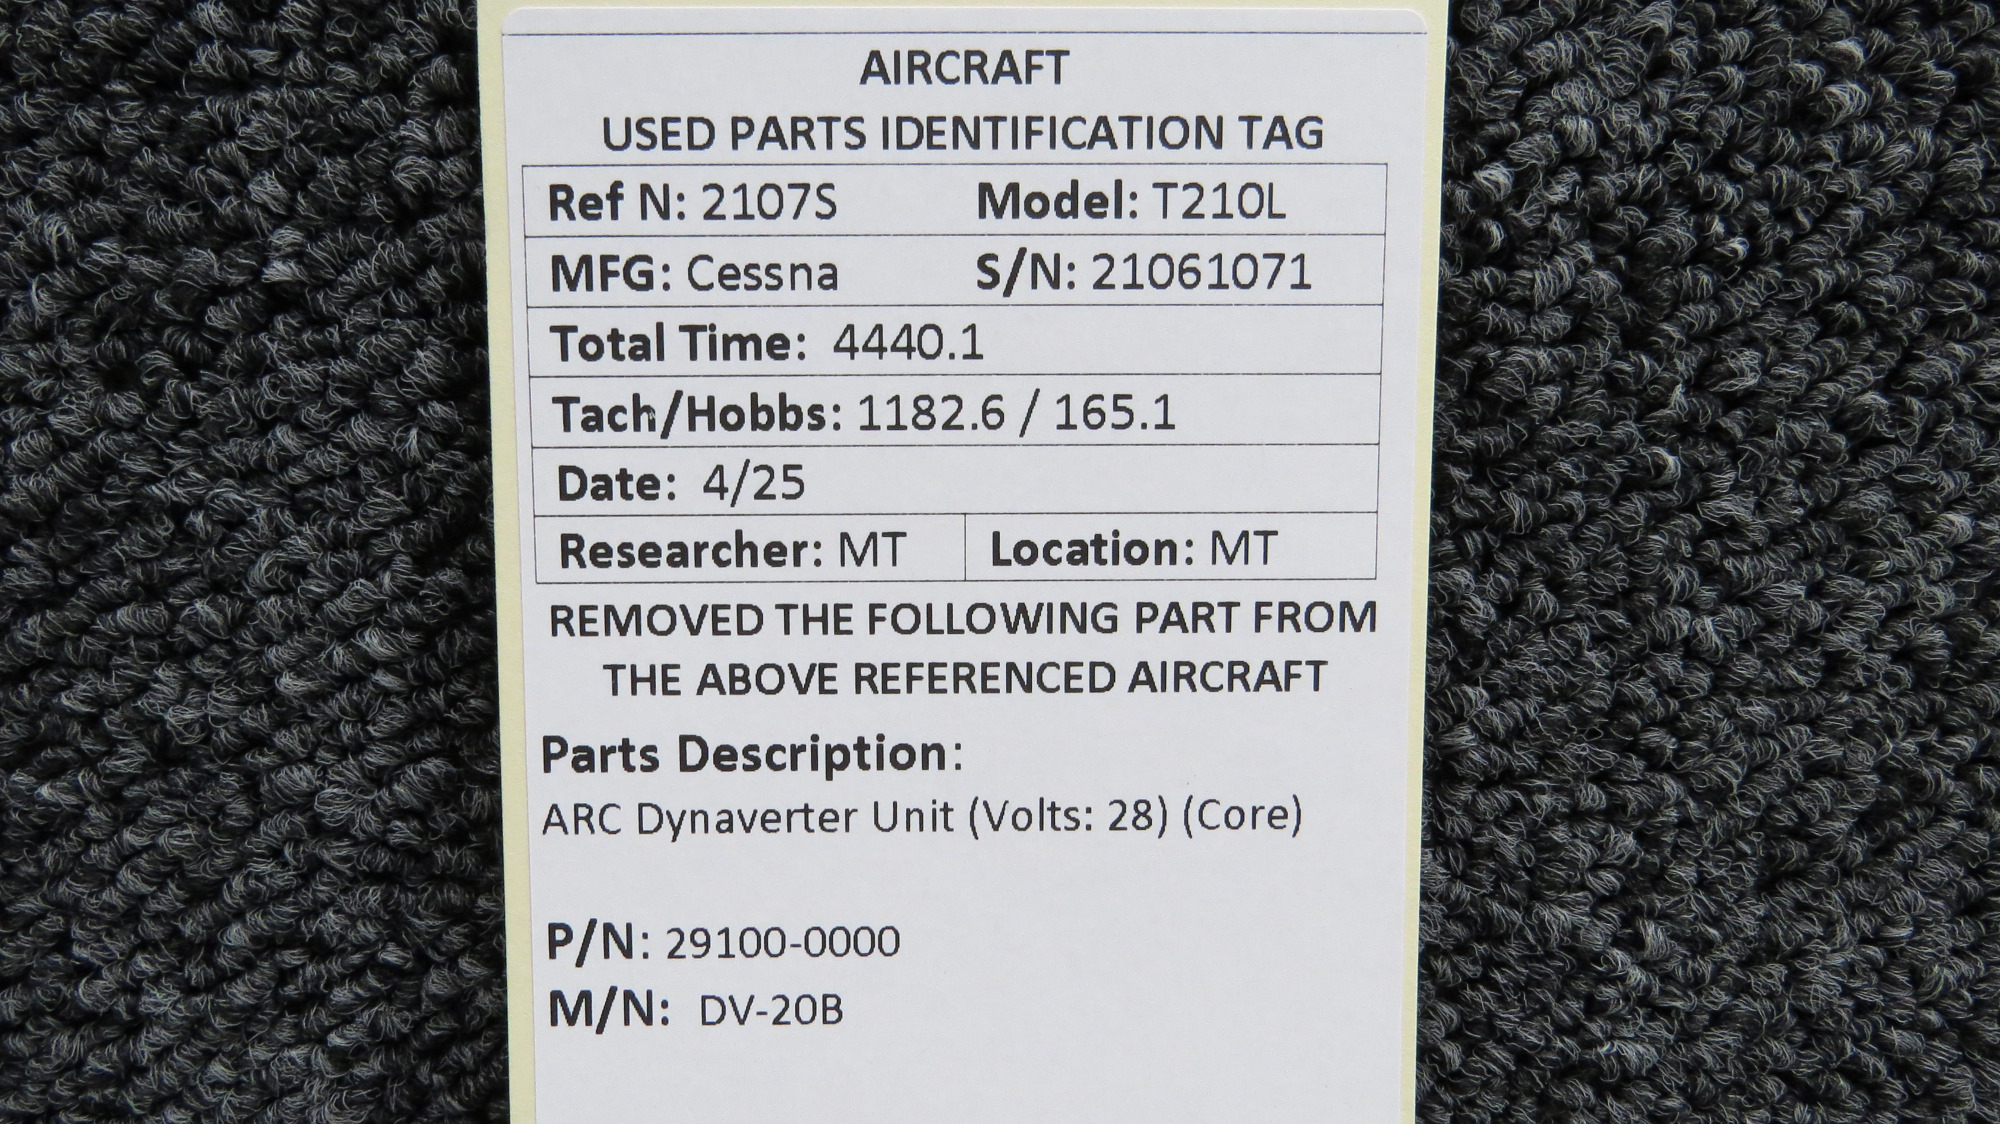 AIRCRAFT
USED PARTS IDENTIFICATION TAG
Ref N: 2107S Model: T210L
MFG: Cessna S/N: 21061071
Total Time: 4440.1
Tach/Hobbs: 1182.6 / 165.1
Date: 4/25
Researcher: MT Location: MT
REMOVED THE FOLLOWING PART FROM
THE ABOVE REFERENCED AIRCRAFT
Parts Description:
ARC Dynaverter Unit (Volts: 28) (Core)
P/N: 29100-0000
M/N: DV-20B